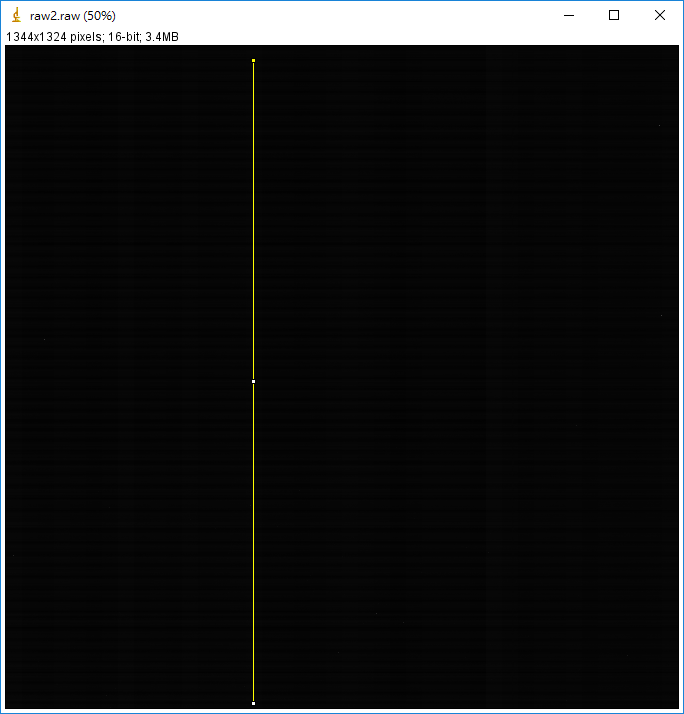 raw2.raw (50%)
1344x1324 pixels; 16-bit; 3.4MB